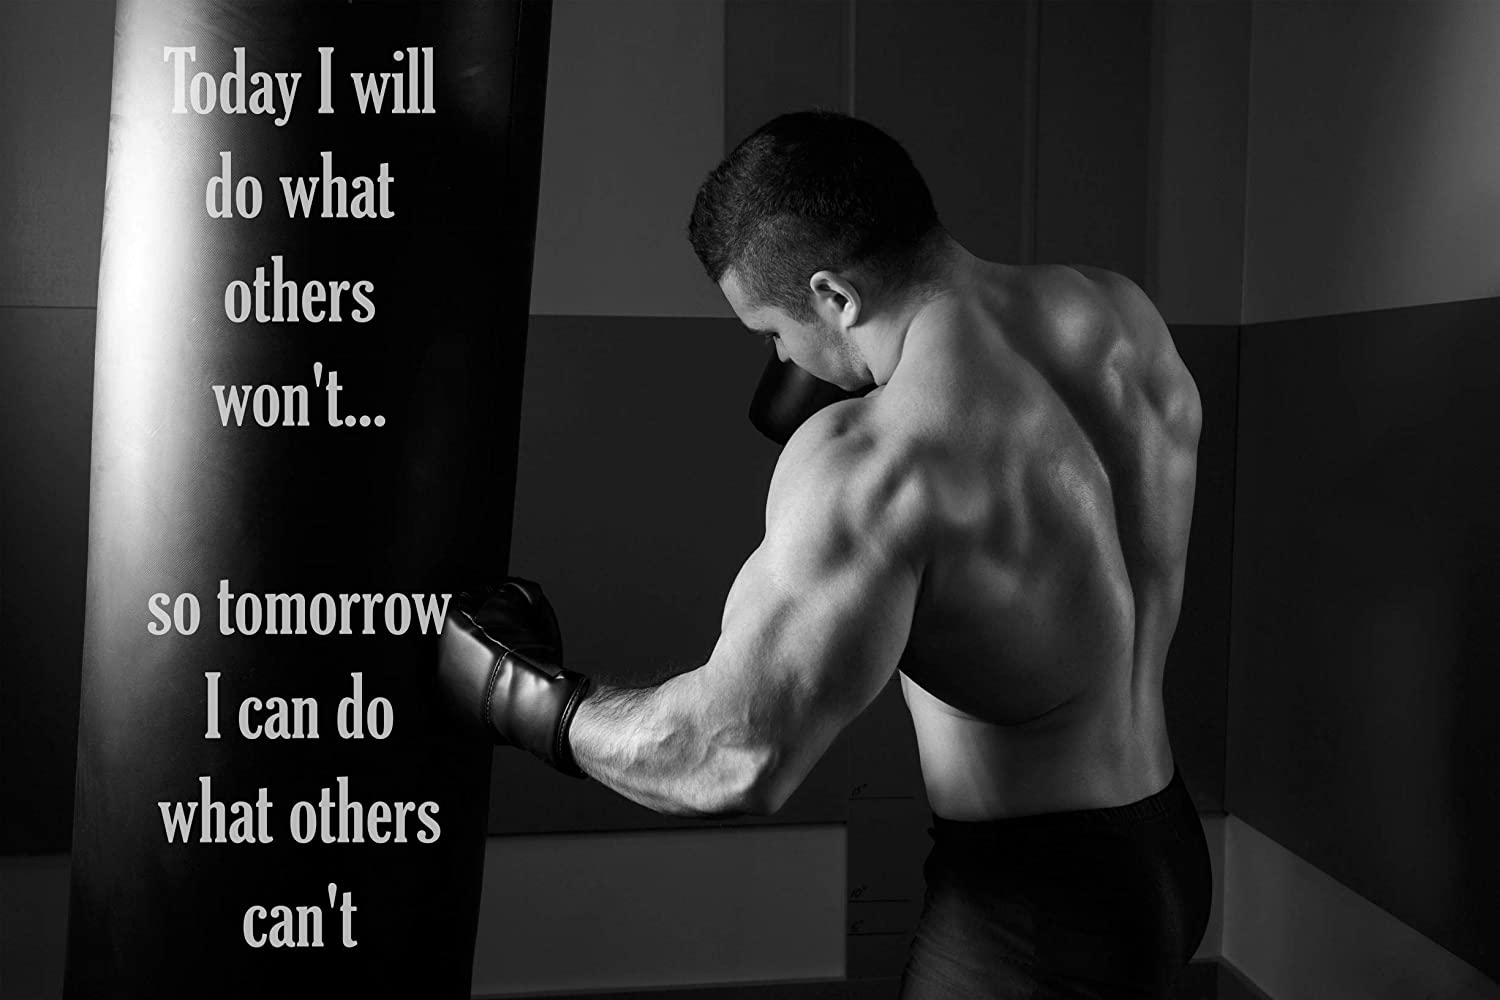 Today I will
do what
others
won't...
so tomorrow
I can do
what others
can't